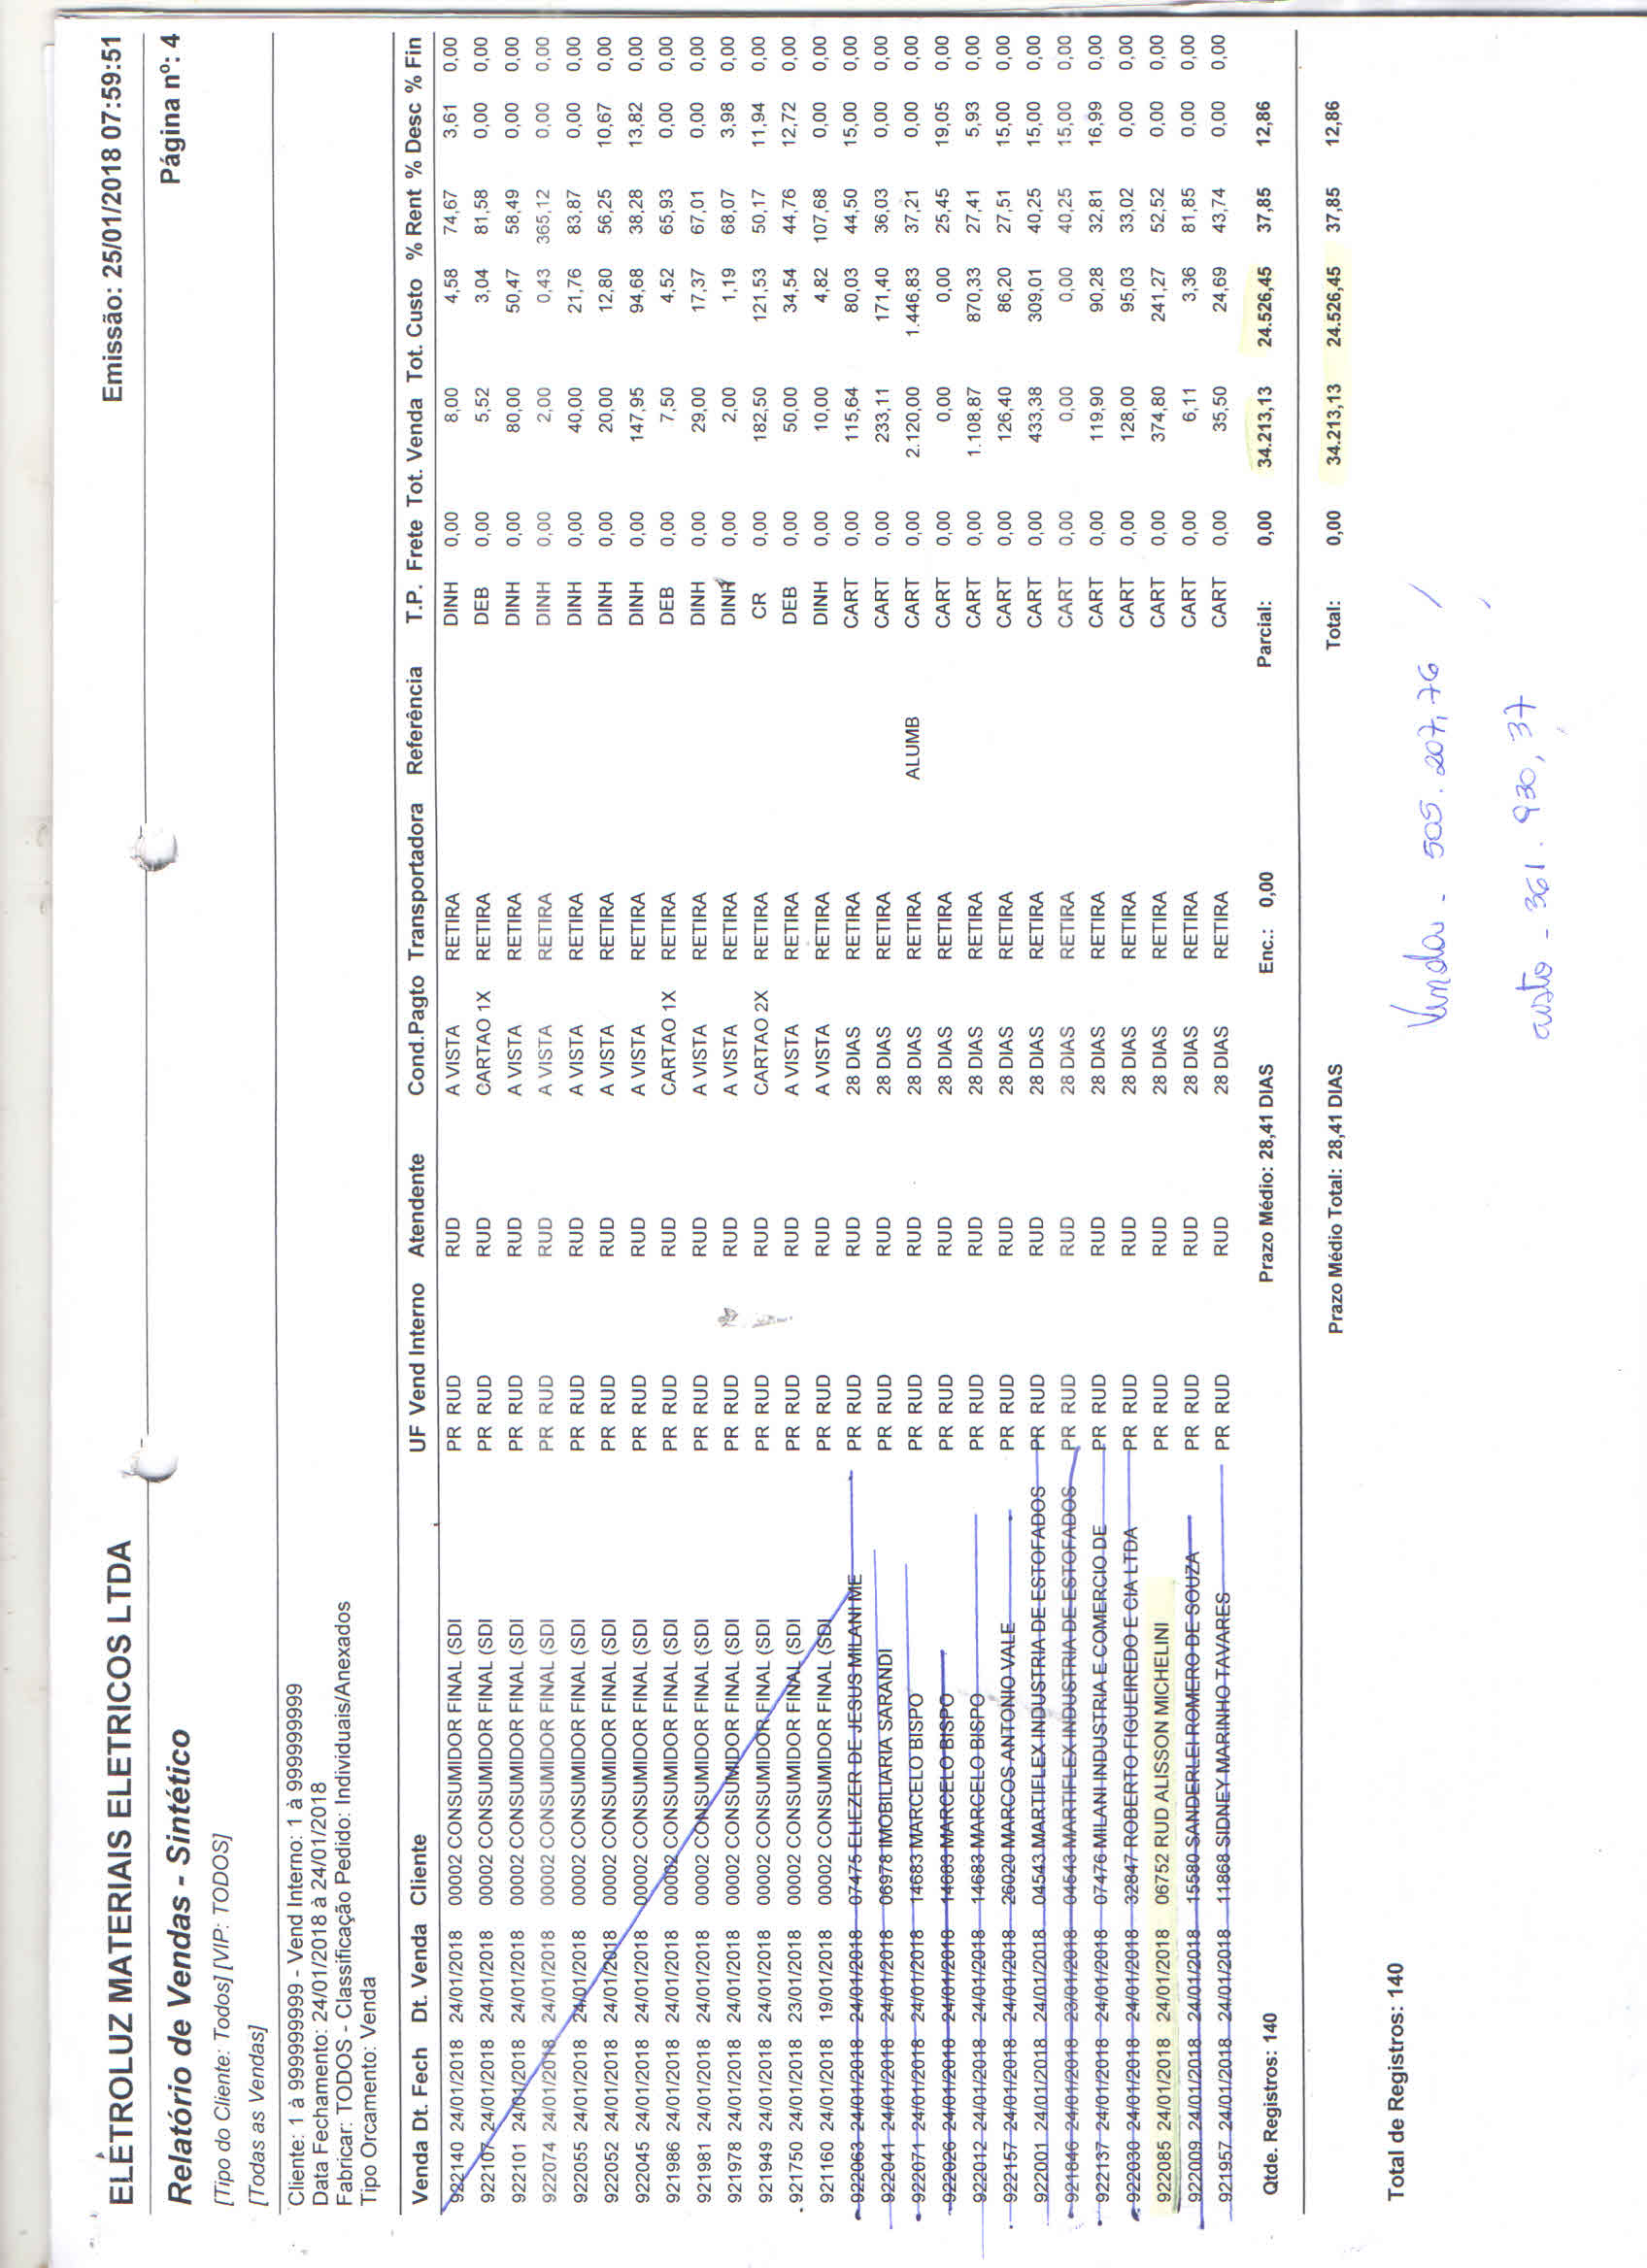 ELÉTROLUZ MATERIAIS ELETRICOS LTDA Emissão: 25/01/2018 07:59:51
Relatório de Vendas - Sintético Página nº: 4
[Tipo do Cliente: Todos] [VIP: TODOS]
[Todas as Vendas]
Cliente: 1 à 9999999999 - Vend Interno: 1 à 9999999999
Data Fechamento: 24/01/2018 à 24/01/2018
Fabricar: TODOS - Classificação Pedido: Individuais/Anexados
Tipo Orcamento: Venda
Venda Dt. Fech Dt. Venda Cliente UF Vend Interno Atendente Cond.Pagto Transportadora Referência T.P. Frete Tot. Venda Tot. Custo % Rent % Desc % Fin
922140 24/01/2018 24/01/2018 00002 CONSUMIDOR FINAL (SDI PR RUD RUD A VISTA RETIRA DINH 0,00 8,00 4,58 74,67 3,61 0,00
922107 24/01/2018 24/01/2018 00002 CONSUMIDOR FINAL (SDI PR RUD RUD CARTAO 1X RETIRA DEB 0,00 5,52 3,04 81,58 0,00 0,00
922101 24/01/2018 24/01/2018 00002 CONSUMIDOR FINAL (SDI PR RUD RUD A VISTA RETIRA DINH 0,00 80,00 50,47 58,49 0,00 0,00
922074 24/01/2018 24/01/2018 00002 CONSUMIDOR FINAL (SDI PR RUD RUD A VISTA RETIRA DINH 0,00 2,00 0,43 365,12 0,00 0,00
922055 24/01/2018 24/01/2018 00002 CONSUMIDOR FINAL (SDI PR RUD RUD A VISTA RETIRA DINH 0,00 40,00 21,76 83,87 0,00 0,00
922052 24/01/2018 24/01/2018 00002 CONSUMIDOR FINAL (SDI PR RUD RUD A VISTA RETIRA DINH 0,00 20,00 12,80 56,25 10,67 0,00
922045 24/01/2018 24/01/2018 00002 CONSUMIDOR FINAL (SDI PR RUD RUD A VISTA RETIRA DINH 0,00 147,95 94,68 38,28 13,82 0,00
921986 24/01/2018 24/01/2018 00002 CONSUMIDOR FINAL (SDI PR RUD RUD CARTAO 1X RETIRA DEB 0,00 7,50 4,52 65,93 0,00 0,00
921981 24/01/2018 24/01/2018 00002 CONSUMIDOR FINAL (SDI PR RUD RUD A VISTA RETIRA DINH 0,00 29,00 17,37 67,01 0,00 0,00
921978 24/01/2018 24/01/2018 00002 CONSUMIDOR FINAL (SDI PR RUD RUD A VISTA RETIRA DINH 0,00 2,00 1,19 68,07 3,98 0,00
921949 24/01/2018 24/01/2018 00002 CONSUMIDOR FINAL (SDI PR RUD RUD CARTAO 2X RETIRA CR 0,00 182,50 121,53 50,17 11,94 0,00
921750 24/01/2018 23/01/2018 00002 CONSUMIDOR FINAL (SDI PR RUD RUD A VISTA RETIRA DEB 0,00 50,00 34,54 44,76 12,72 0,00
921160 24/01/2018 19/01/2018 00002 CONSUMIDOR FINAL (SDI PR RUD RUD A VISTA RETIRA DINH 0,00 10,00 4,82 107,68 0,00 0,00
922063 24/01/2018 24/01/2018 07475 ELIEZER DE JESUS MILANI ME PR RUD RUD 28 DIAS RETIRA CART 0,00 115,64 80,03 44,50 15,00 0,00
922041 24/01/2018 24/01/2018 06978 IMOBILIARIA SARANDI PR RUD RUD 28 DIAS RETIRA CART 0,00 233,11 171,40 36,03 0,00 0,00
922071 24/01/2018 24/01/2018 14683 MARCELO BISPO PR RUD RUD 28 DIAS RETIRA ALUMB CART 0,00 2.120,00 1.446,83 37,21 0,00 0,00
922026 24/01/2018 24/01/2018 14683 MARCELO BISPO PR RUD RUD 28 DIAS RETIRA CART 0,00 0,00 0,00 25,45 19,05 0,00
922012 24/01/2018 24/01/2018 14683 MARCELO BISPO PR RUD RUD 28 DIAS RETIRA CART 0,00 1.108,87 870,33 27,41 5,93 0,00
922157 24/01/2018 24/01/2018 26020 MARCOS ANTONIO VALE PR RUD RUD 28 DIAS RETIRA CART 0,00 126,40 86,20 27,51 15,00 0,00
922001 24/01/2018 24/01/2018 04543 MARTIFLEX INDUSTRIA DE ESTOFADOS PR RUD RUD 28 DIAS RETIRA CART 0,00 433,38 309,01 40,25 15,00 0,00
921846 24/01/2018 23/01/2018 04543 MARTIFLEX INDUSTRIA DE ESTOFADOS PR RUD RUD 28 DIAS RETIRA CART 0,00 0,00 0,00 40,25 15,00 0,00
922137 24/01/2018 24/01/2018 07476 MILANI INDUSTRIA E COMERCIO DE PR RUD RUD 28 DIAS RETIRA CART 0,00 119,90 90,28 32,81 16,99 0,00
922030 24/01/2018 24/01/2018 32847 ROBERTO FIGUEIREDO E CIA LTDA PR RUD RUD 28 DIAS RETIRA CART 0,00 128,00 95,03 33,02 0,00 0,00
922085 24/01/2018 24/01/2018 06752 RUD ALISSON MICHELINI PR RUD RUD 28 DIAS RETIRA CART 0,00 374,80 241,27 52,52 0,00 0,00
922009 24/01/2018 24/01/2018 15580 SANDERLEI ROMERO DE SOUZA PR RUD RUD 28 DIAS RETIRA CART 0,00 6,11 3,36 81,85 0,00 0,00
921957 24/01/2018 24/01/2018 11868 SIDNEY MARINHO TAVARES PR RUD RUD 28 DIAS RETIRA CART 0,00 35,50 24,69 43,74 0,00 0,00
Qtde. Registros: 140 Prazo Médio: 28,41 DIAS Enc.: 0,00 Parcial: 0,00 34.213,13 24.526,45 37,85 12,86
Prazo Médio Total: 28,41 DIAS Total: 0,00 34.213,13 24.526,45 37,85 12,86
Total de Registros: 140
Venda - 505.207,76
custo - 361.930,37